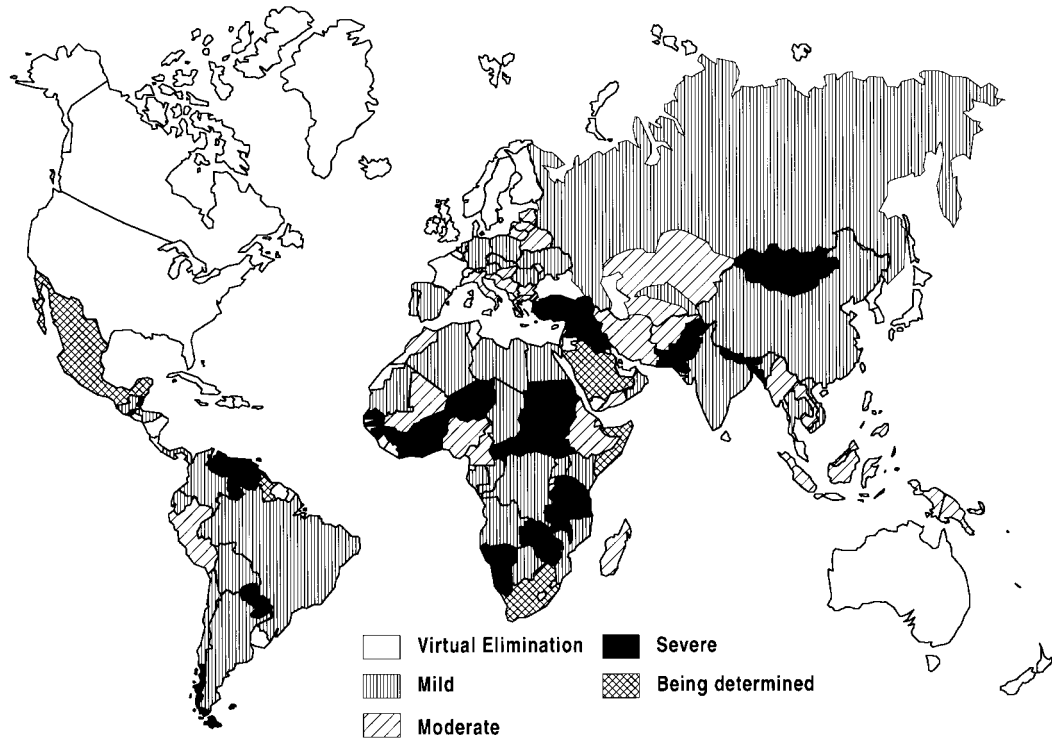 Virtual Elimination
Mild
Moderate
Severe
Being determined